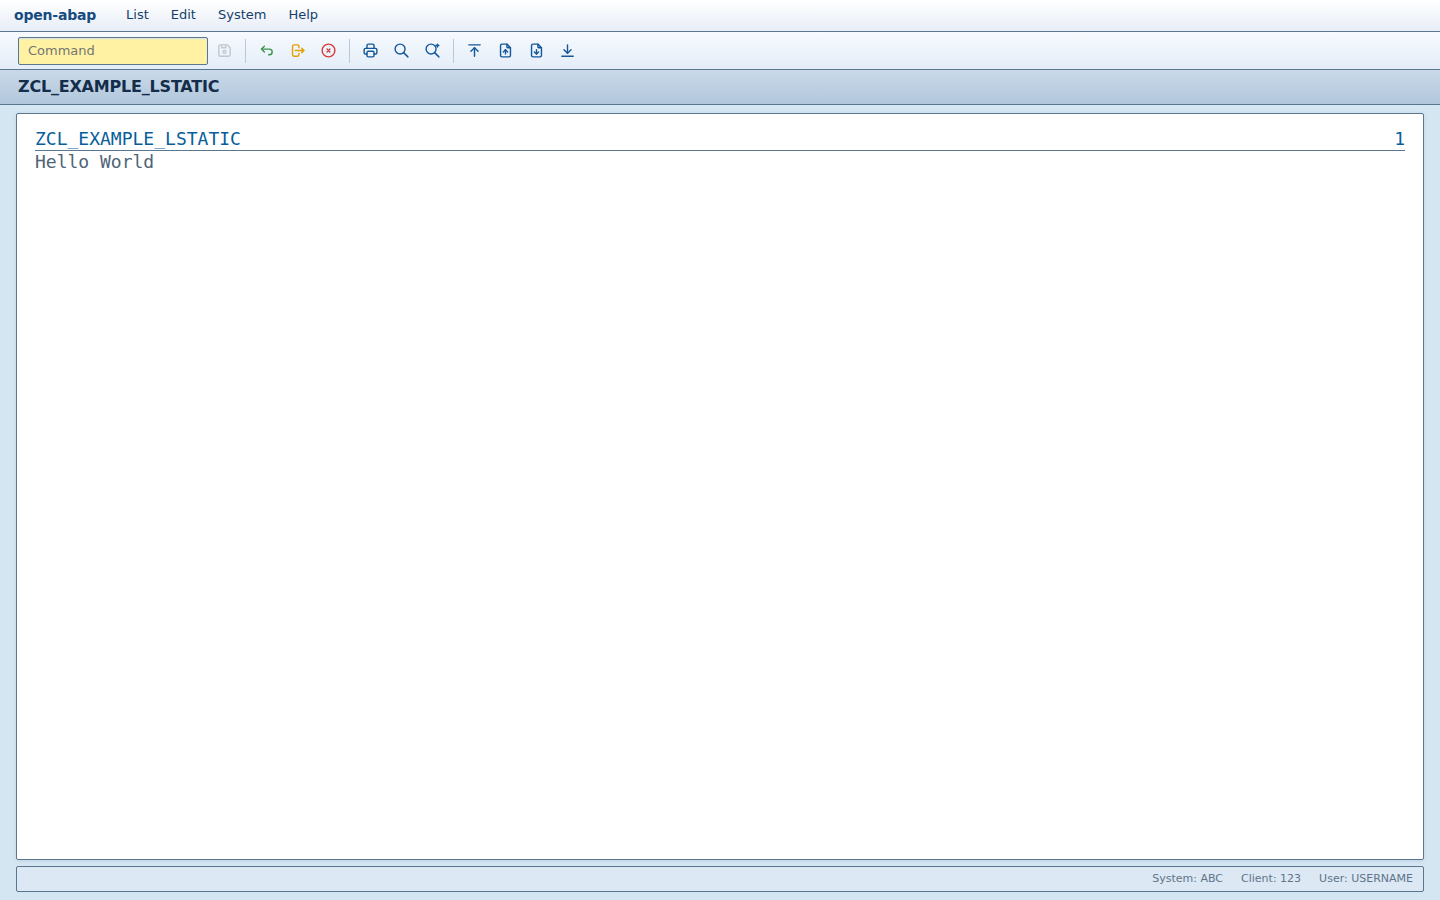 open-abap List Edit System Help
Command
ZCL_EXAMPLE_LSTATIC
ZCL_EXAMPLE_LSTATIC 1
Hello World
System: ABC Client: 123 User: USERNAME